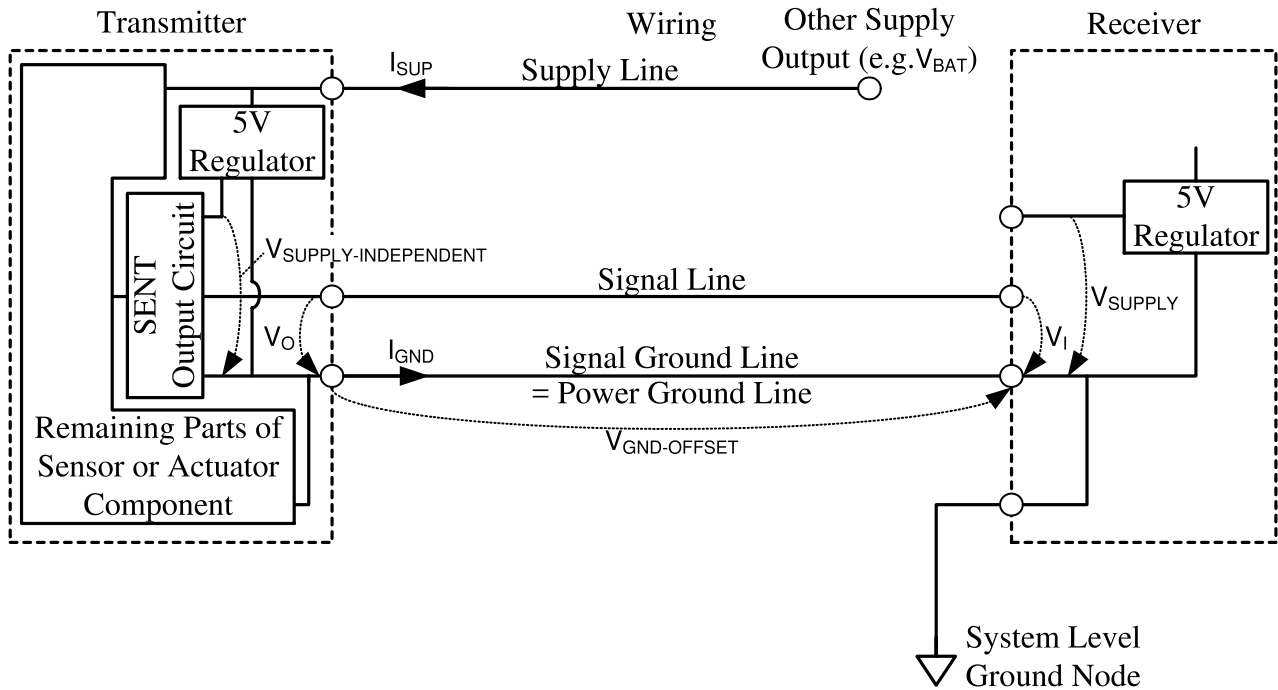 Transmitter
Wiring
Other Supply
Output (e.g.VBAT)
Receiver
ISUP
Supply Line
5V
Regulator
5V
Regulator
SENT
Output Circuit
VSUPPLY-INDEPENDENT
Signal Line
VSUPPLY
VO
VI
IGND
Signal Ground Line
= Power Ground Line
VGND-OFFSET
Remaining Parts of
Sensor or Actuator
Component
System Level
Ground Node